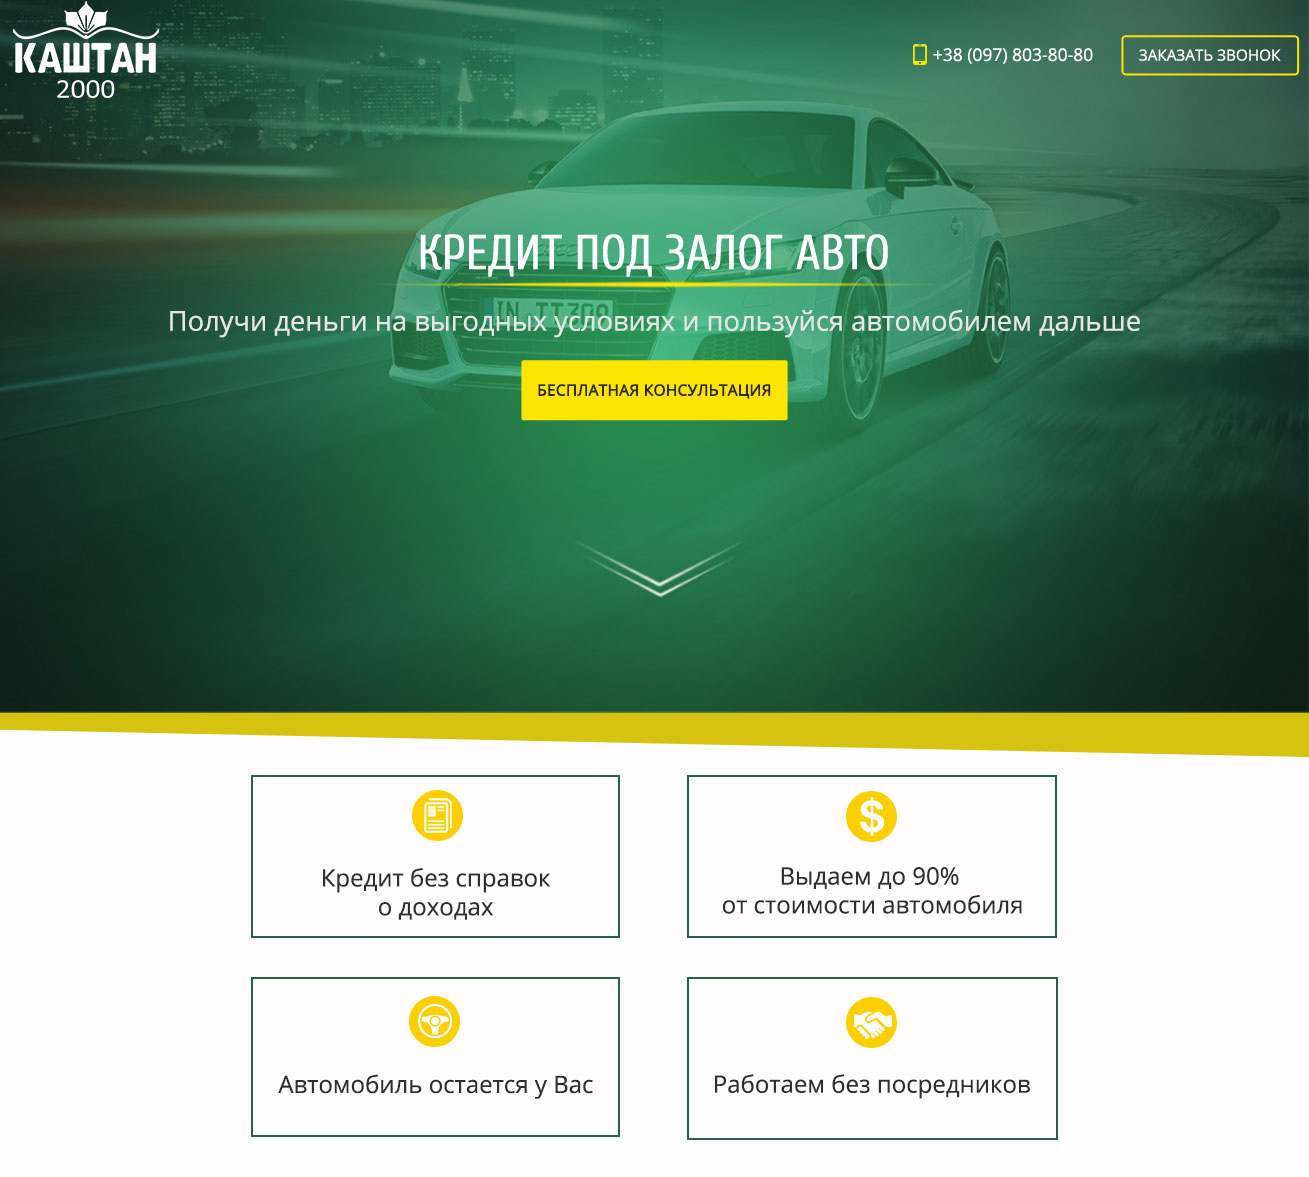 КАШТАН
2000
+38 (097) 803-80-80
ЗАКАЗАТЬ ЗВОНОК
КРЕДИТ ПОД ЗАЛОГ АВТО
IN TT300
Получи деньги на выгодных условиях и пользуйся автомобилем дальше
БЕСПЛАТНАЯ КОНСУЛЬТАЦИЯ
Кредит без справок
о доходах
$
Выдаем до 90%
от стоимости автомобиля
Автомобиль остается у Вас
Работаем без посредников